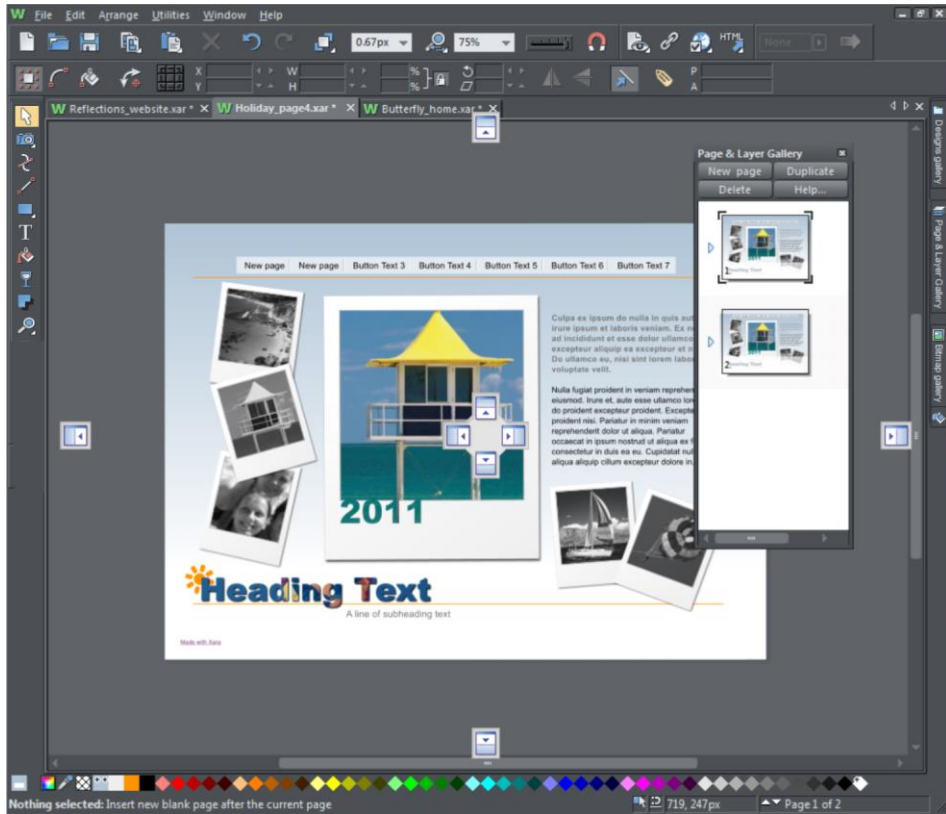 File Edit Arrange Utilities Window Help
0.67px 75% HTML None
X W % P
Y H % A
Reflections_website.xar * Holiday_page4.xar * Butterfly_home.xar *
Designs gallery
Page & Layer Gallery
Bitmap gallery
Page & Layer Gallery
New page Duplicate
Delete Help...
1
2
New page New page Button Text 3 Button Text 4 Button Text 5 Button Text 6 Button Text 7
Culpa ex ipsum do nulla in quis aut
irure ipsum et laboris veniam. Ex
ad incididunt et esse dolor ullamco
excepteur aliquip ea excepteur et
Do ullamco eu, nisi sint lorem
voluptate velit.
Nulla fugiat proident in veniam
eiusmod. Irure et, aute esse ullamco
do proident excepteur proident.
proident nisi. Pariatur in minim veniam
reprehenderit dolor ut aliqua. Pariatur
occaecat in ipsum nostrud ut aliqua ex
consectetur in duis ea eu. Cupidatat
aliqua aliquip cillum excepteur dolore in
2011
Heading Text
A line of subheading text
Made with Xara
Nothing selected: Insert new blank page after the current page
719, 247px
Page 1 of 2